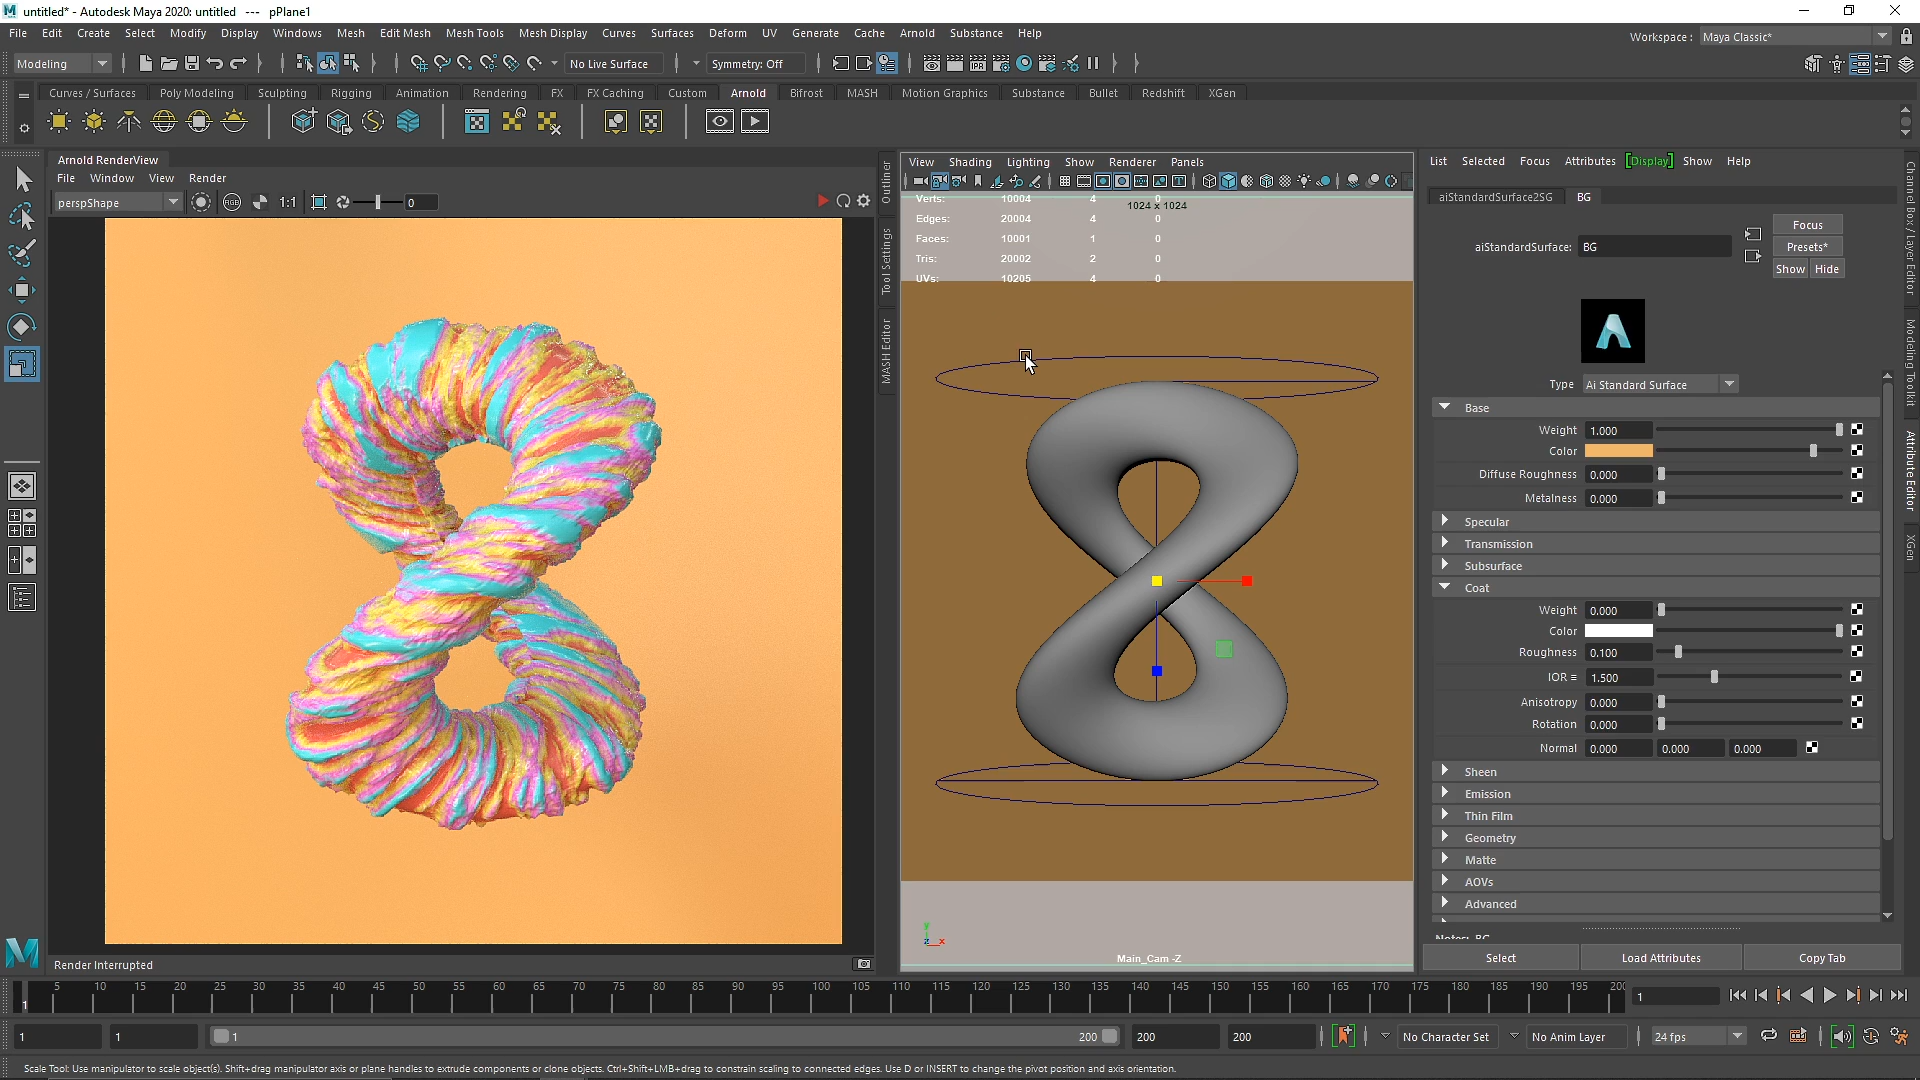 untitled* - Autodesk Maya 2020: untitled   ---   pPlane1
File Edit Create Select Modify Display Windows Mesh Edit Mesh Mesh Tools Mesh Display Curves Surfaces Deform UV Generate Cache Arnold Substance Help
Workspace : Maya Classic*
Modeling No Live Surface Symmetry: Off
Curves / Surfaces Poly Modeling Sculpting Rigging Animation Rendering FX FX Caching Custom Arnold Bifrost MASH Motion Graphics Substance Bullet Redshift XGen
Arnold RenderView
File Window View Render
perspShape RGB 1:1 0
Render Interrupted
Outliner
Tool Settings
MASH Editor
View Shading Lighting Show Renderer Panels
1024 x 1024
Verts: 10004 4 0
Edges: 20004 4 0
Faces: 10001 1 0
Tris: 20002 2 0
UVs: 10205 4 0
y
z x
Main_Cam -Z
List Selected Focus Attributes [Display] Show Help
aiStandardSurface2SG BG
aiStandardSurface: BG
Focus
Presets*
Show Hide
Type Ai Standard Surface
Base
Weight 1.000
Color
Diffuse Roughness 0.000
Metalness 0.000
Specular
Transmission
Subsurface
Coat
Weight 0.000
Color
Roughness 0.100
IOR = 1.500
Anisotropy 0.000
Rotation 0.000
Normal 0.000 0.000 0.000
Sheen
Emission
Thin Film
Geometry
Matte
AOVs
Advanced
Notes: BG
Select Load Attributes Copy Tab
Channel Box / Layer Editor
Modeling Toolkit
Attribute Editor
XGen
1 5 10 15 20 25 30 35 40 45 50 55 60 65 70 75 80 85 90 95 100 105 110 115 120 125 130 135 140 145 150 155 160 165 170 175 180 185 190 195 200 1
1 1 1 200 200 200 No Character Set No Anim Layer 24 fps
Scale Tool: Use manipulator to scale object(s). Shift+drag manipulator axis or plane handles to extrude components or clone objects. Ctrl+Shift+LMB+drag to constrain scaling to connected edges. Use D or INSERT to change the pivot position and axis orientation.